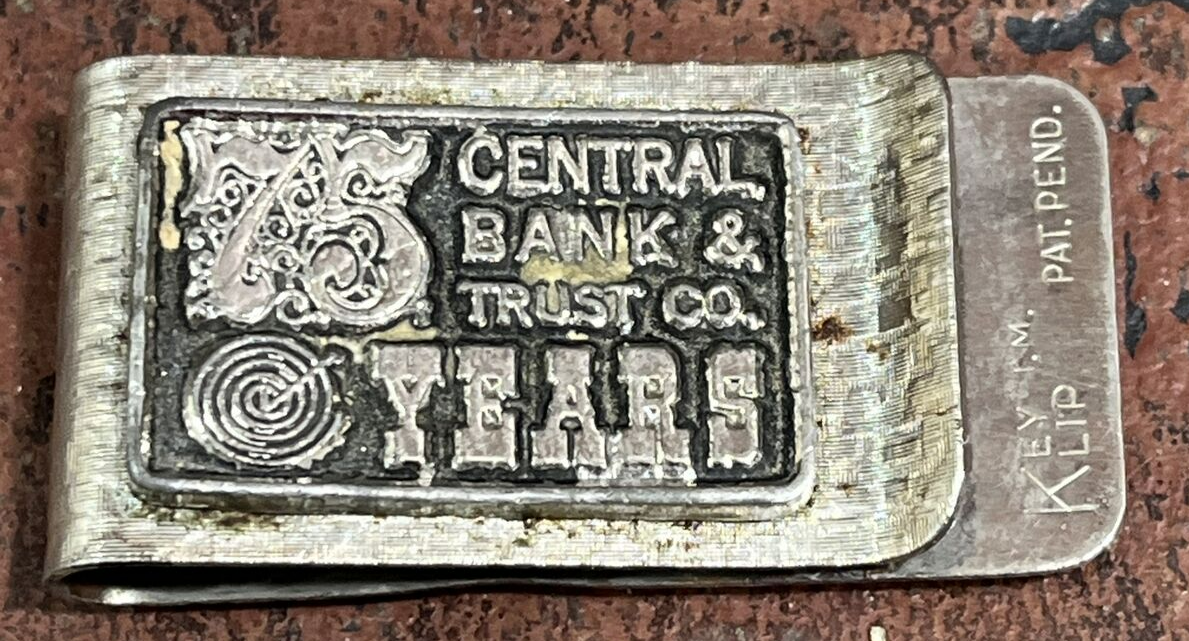 75
CENTRAL
BANK &
TRUST CO.
YEARS
KEY T.M. PAT. PEND.
KLIP